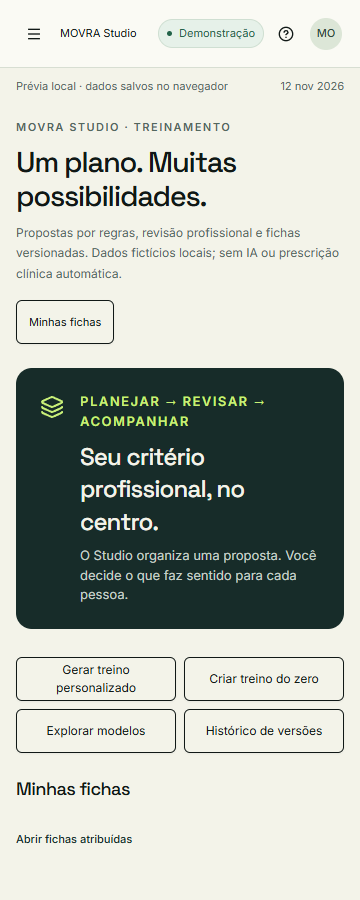 MOVRA Studio
Demonstração
MO
Prévia local · dados salvos no navegador
12 nov 2026
MOVRA STUDIO · TREINAMENTO
Um plano. Muitas
possibilidades.
Propostas por regras, revisão profissional e fichas
versionadas. Dados fictícios locais; sem IA ou prescrição
clínica automática.
Minhas fichas
PLANEJAR → REVISAR →
ACOMPANHAR
Seu critério
profissional, no
centro.
O Studio organiza uma proposta. Você
decide o que faz sentido para cada
pessoa.
Gerar treino
personalizado
Criar treino do zero
Explorar modelos
Histórico de versões
Minhas fichas
Abrir fichas atribuídas